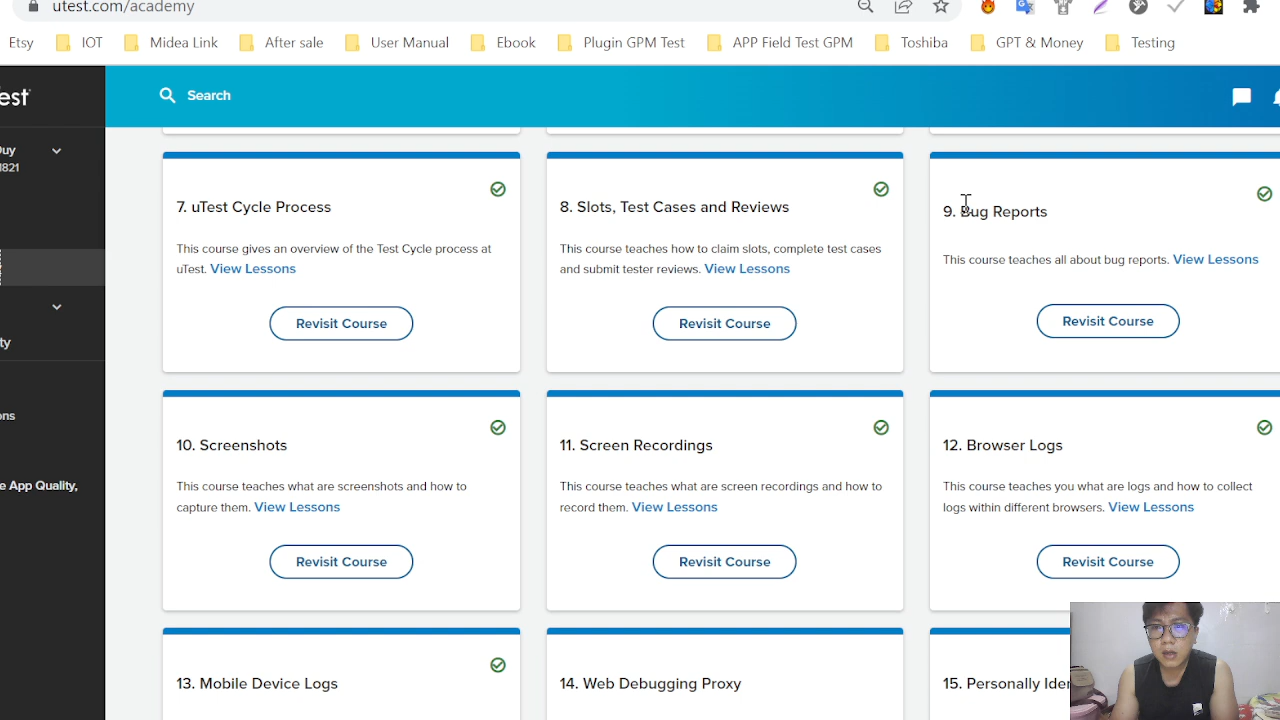 utest.com/academy
Etsy IOT Midea Link After sale User Manual Ebook Plugin GPM Test APP Field Test GPM Toshiba GPT & Money Testing
est
Search
Duy
1821
7. uTest Cycle Process
This course gives an overview of the Test Cycle process at
uTest. View Lessons
Revisit Course
8. Slots, Test Cases and Reviews
This course teaches how to claim slots, complete test cases
and submit tester reviews. View Lessons
Revisit Course
9. Bug Reports
This course teaches all about bug reports. View Lessons
Revisit Course
ty
ons
e App Quality,
10. Screenshots
This course teaches what are screenshots and how to
capture them. View Lessons
Revisit Course
11. Screen Recordings
This course teaches what are screen recordings and how to
record them. View Lessons
Revisit Course
12. Browser Logs
This course teaches you what are logs and how to collect
logs within different browsers. View Lessons
Revisit Course
13. Mobile Device Logs
14. Web Debugging Proxy
15. Personally Iden